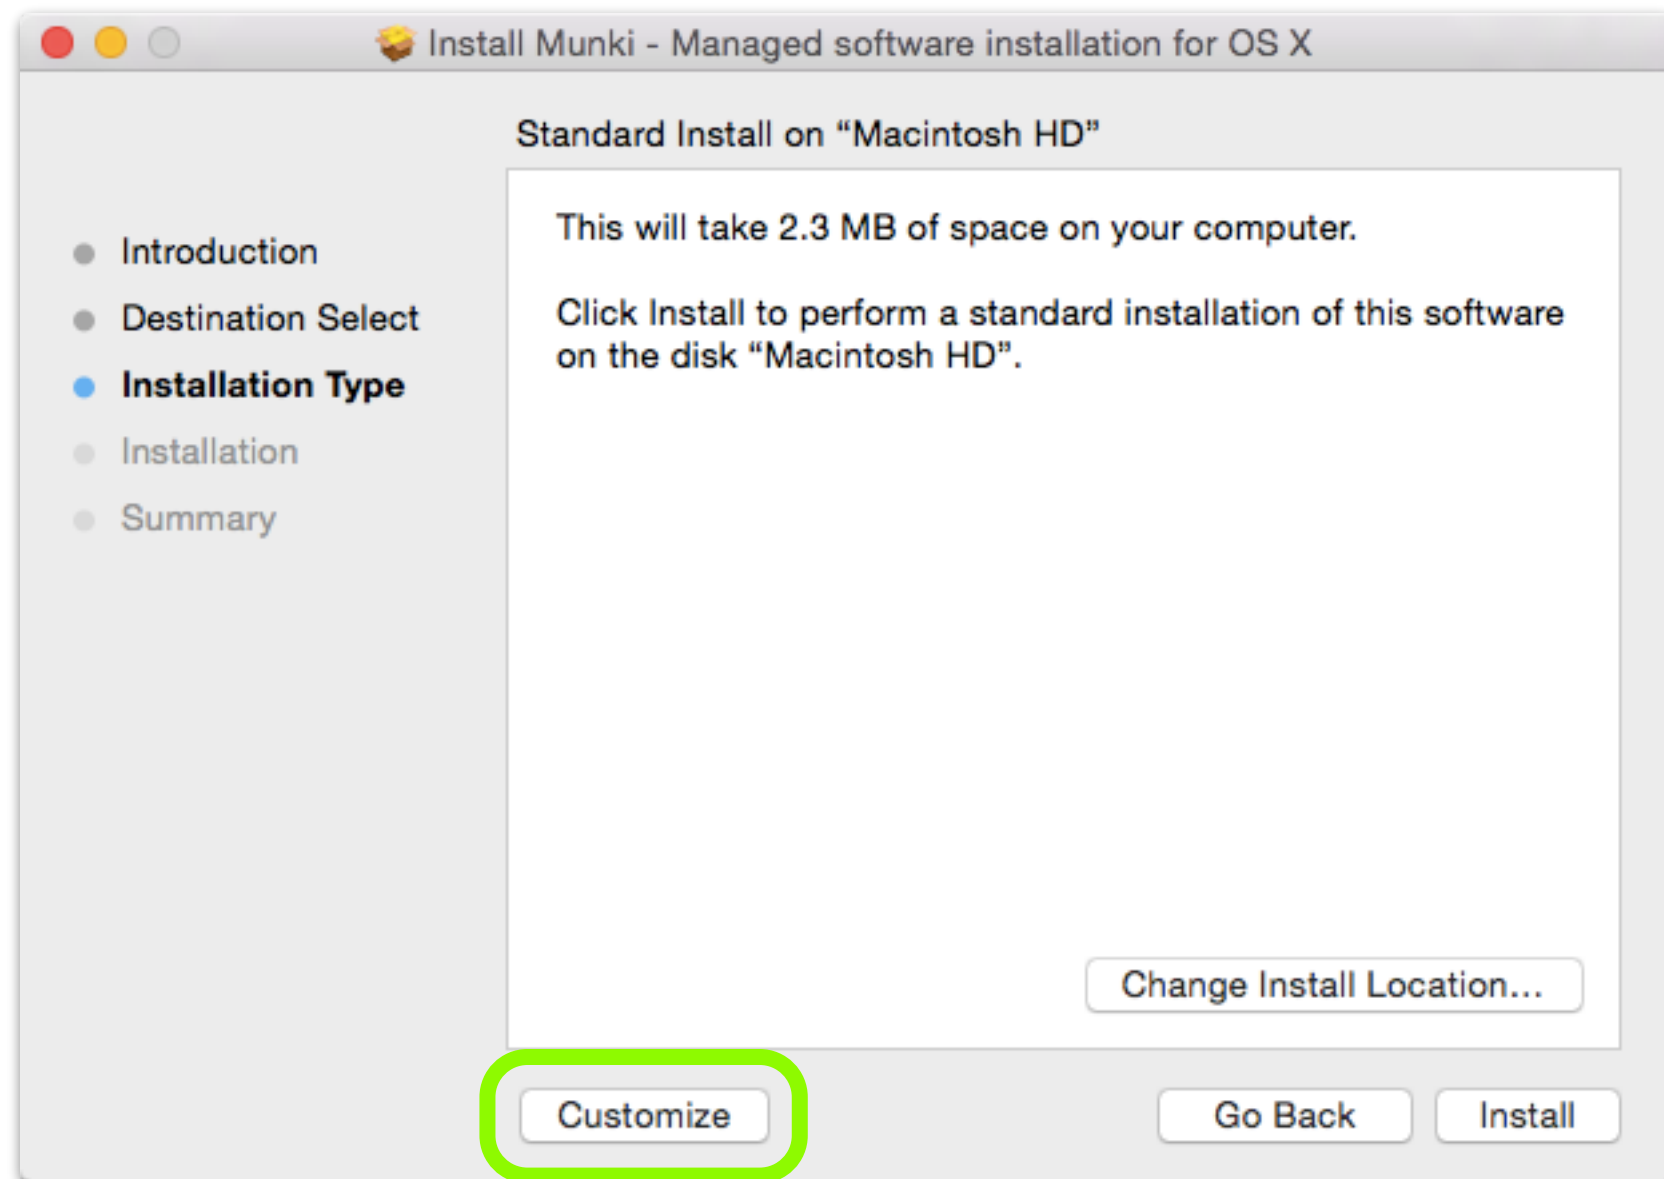 Install Munki - Managed software installation for OS X
Standard Install on “Macintosh HD”
Introduction
Destination Select
Installation Type
Installation
Summary
This will take 2.3 MB of space on your computer.
Click Install to perform a standard installation of this software
on the disk “Macintosh HD”.
Change Install Location...
Customize
Go Back
Install